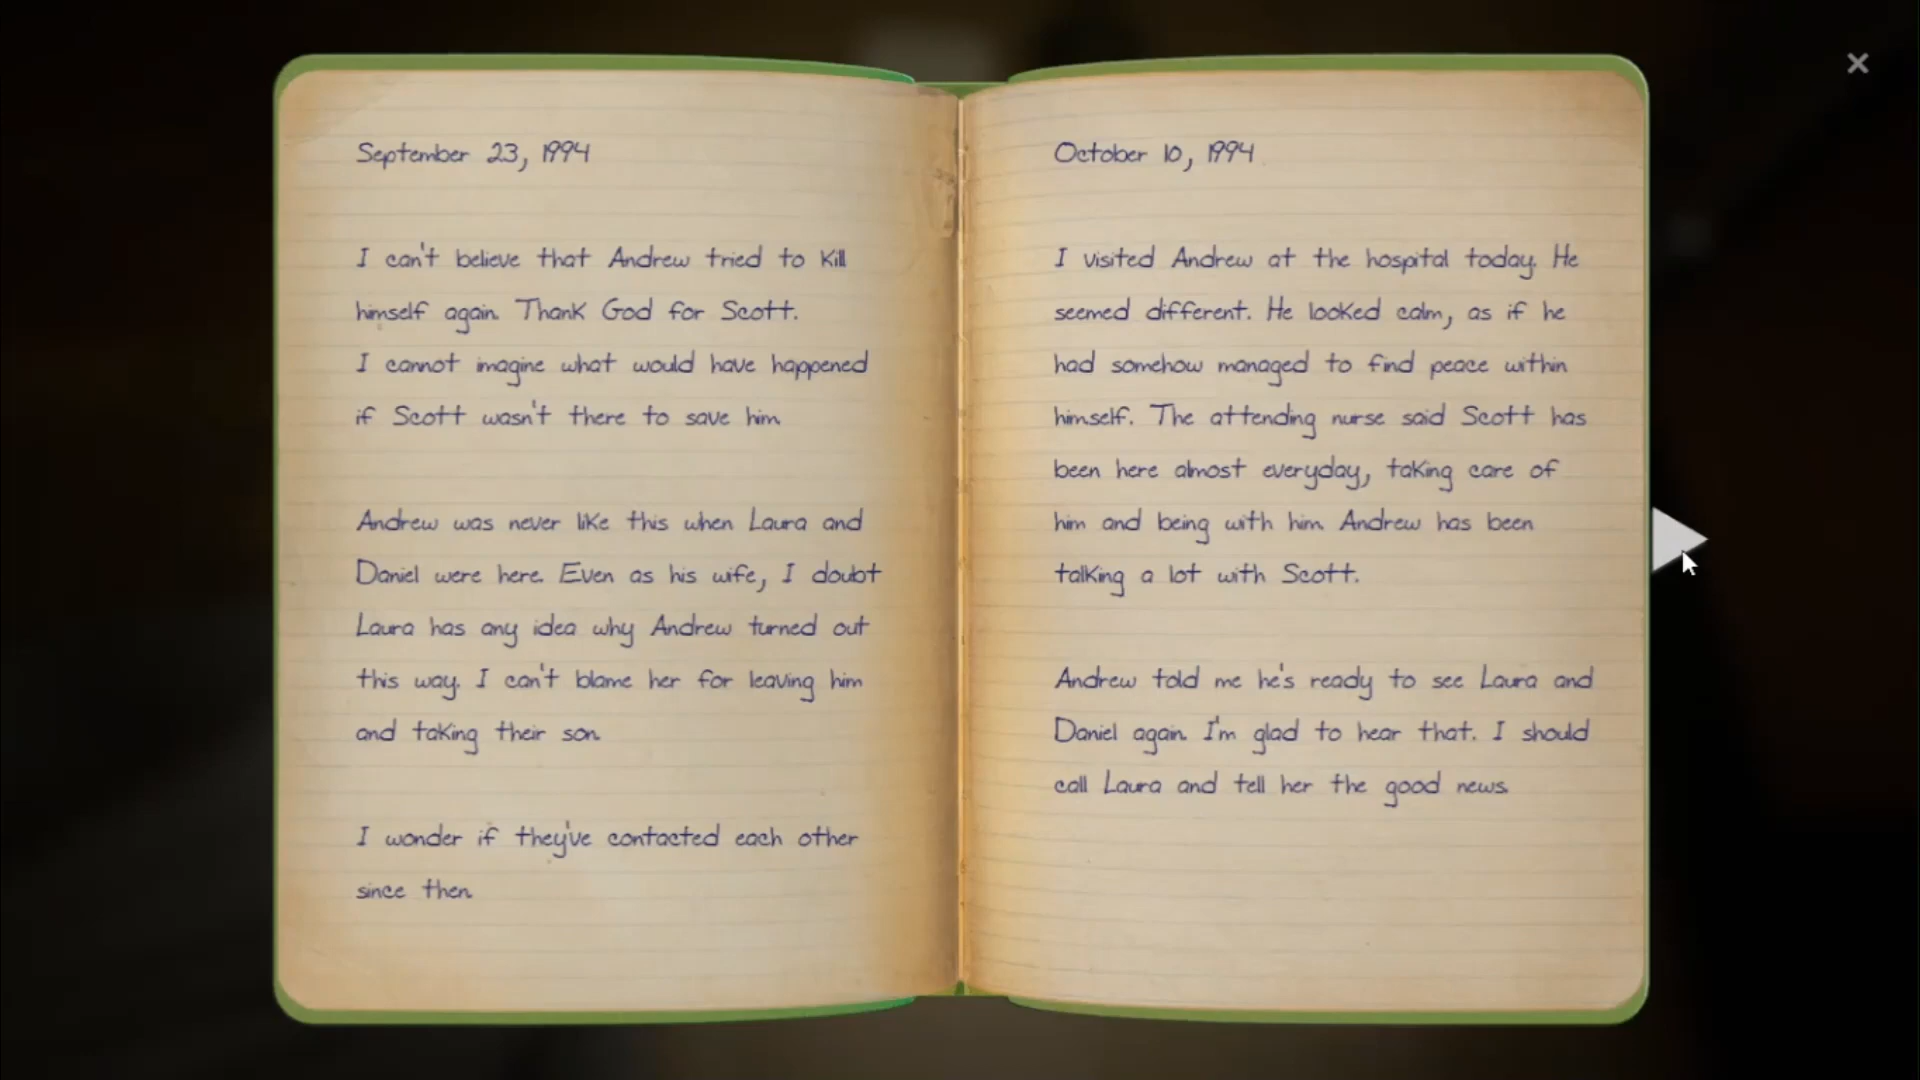 September 23, 1994
I can't believe that Andrew tried to kill
himself again. Thank God for Scott.
I cannot imagine what would have happened
if Scott wasn't there to save him.
Andrew was never like this when Laura and
Daniel were here. Even as his wife, I doubt
Laura has any idea why Andrew turned out
this way. I can't blame her for leaving him
and taking their son.
I wonder if they've contacted each other
since then.
October 10, 1994
I visited Andrew at the hospital today. He
seemed different. He looked calm, as if he
had somehow managed to find peace within
himself. The attending nurse said Scott has
been here almost everyday, taking care of
him and being with him. Andrew has been
talking a lot with Scott.
Andrew told me he's ready to see Laura and
Daniel again. I'm glad to hear that. I should
call Laura and tell her the good news.